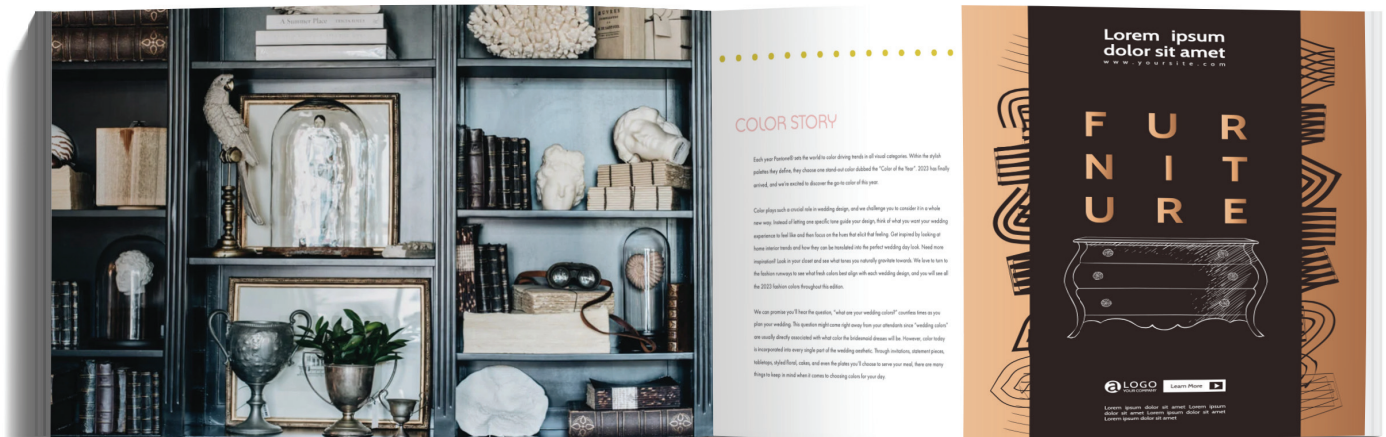 A Summer Place
COLOR STORY
Each year Pantone® sets the world to color driving trends in all visual categories. Within the stylish
palettes they define, they choose one stand-out color dubbed the "Color of the Year". 2023 has finally
arrived, and we're excited to discover the go-to color of this year.
Color plays such a crucial role in wedding design, and we challenge you to consider it in a whole
new way. Instead of letting one specific tone guide your design, think of what you want your wedding
experience to feel like and then focus on the hues that elicit that feeling. Get inspired by looking at
home interior trends and how they can be translated into the perfect wedding day look. Need more
inspiration? Look in your closet and see what tones you naturally gravitate towards. We love to turn to
the fashion runways to see what fresh colors best align with each wedding design, and you will see all
the 2023 fashion colors throughout this edition.
We can promise you'll hear the question, "what are your wedding colors?" countless times as you
plan your wedding. This question might come right away from your attendants since "wedding colors"
are usually directly associated with what color the bridesmaid dresses will be. However, color today
is incorporated into every single part of the wedding aesthetic. Through invitations, statement pieces,
tabletops, styled floral, cakes, and even the plates you'll choose to serve your meal, there are many
things to keep in mind when it comes to choosing colors for your day.
Lorem ipsum
dolor sit amet
www.yoursite.com
FUR
NIT
URE
a LOGO
YOUR COMPANY
Learn More
Lorem ipsum dolor sit amet Lorem ipsum
dolor sit amet Lorem ipsum dolor sit amet
Lorem ipsum dolor sit amet